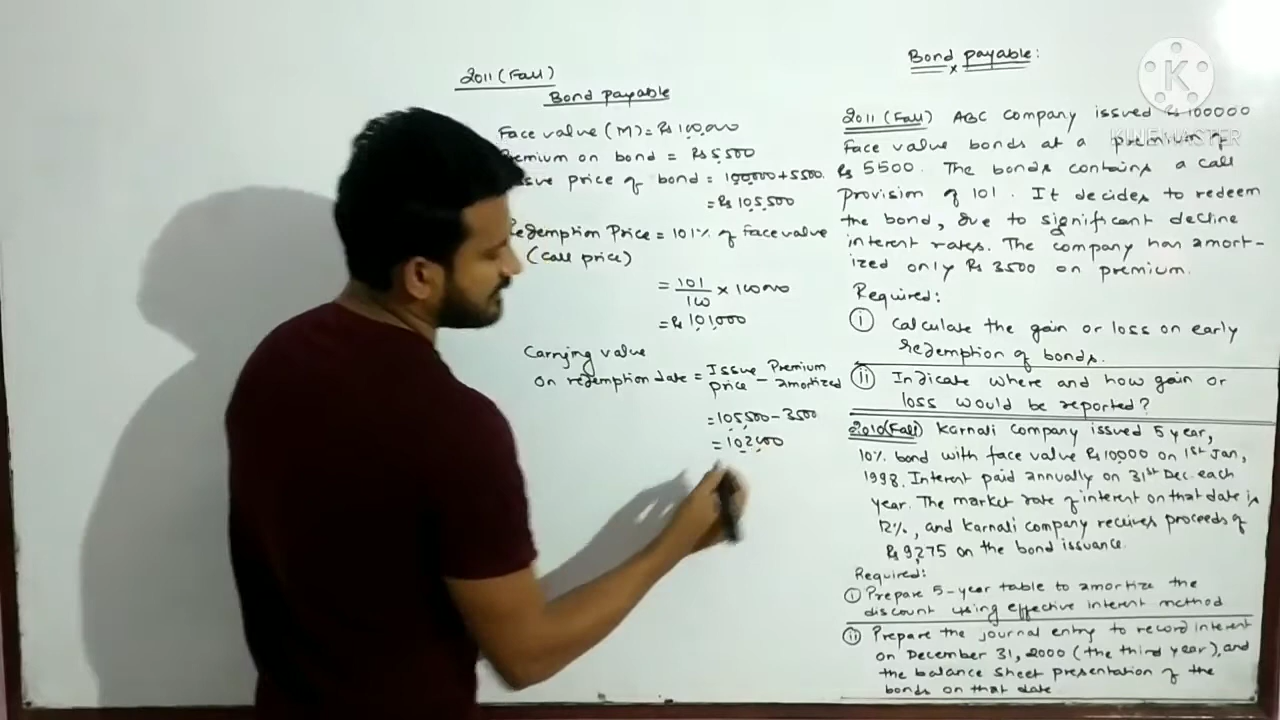 2011 (Fall)
Bond payable
Face value (M) = Rs 100,000
Premium on bond = Rs 5,500
Issue price of bond = 100,000 + 5500.
= Rs 105,500
Redemption Price = 101% of face value
(Call price)
= 101/100 × 100000
= Rs 101,000
Carrying value
on redemption date = Issue price - Premium amortized
= 105,500 - 3500
= 102,000
Bond payable:
2011 (Fall) ABC company issued Rs 100000
face value bonds at a premium of
Rs 5500. The bonds contains a call
Provision of 101. It decides to redeem
the bond, due to significant decline
interest rates. The company has amort-
ized only Rs 3500 on premium.
Required:
i Calculate the gain or loss on early
redemption of bonds.
ii Indicate where and how gain or
loss would be reported?
2010 (Fall) Karnali company issued 5 year,
10% bond with face value Rs 10,000 on 1st Jan,
1998. Interest paid annually on 31st Dec. each
year. The market rate of interest on that date is
12%, and Karnali company receives proceeds of
Rs 9,275 on the bond issuance.
Required:
i Prepare 5-year table to amortize the
discount using effective interest method
ii Prepare the journal entry to record interest
on December 31, 2000 (the third year), and
the balance sheet presentation of the
bonds on that date
K
KINEMASTER